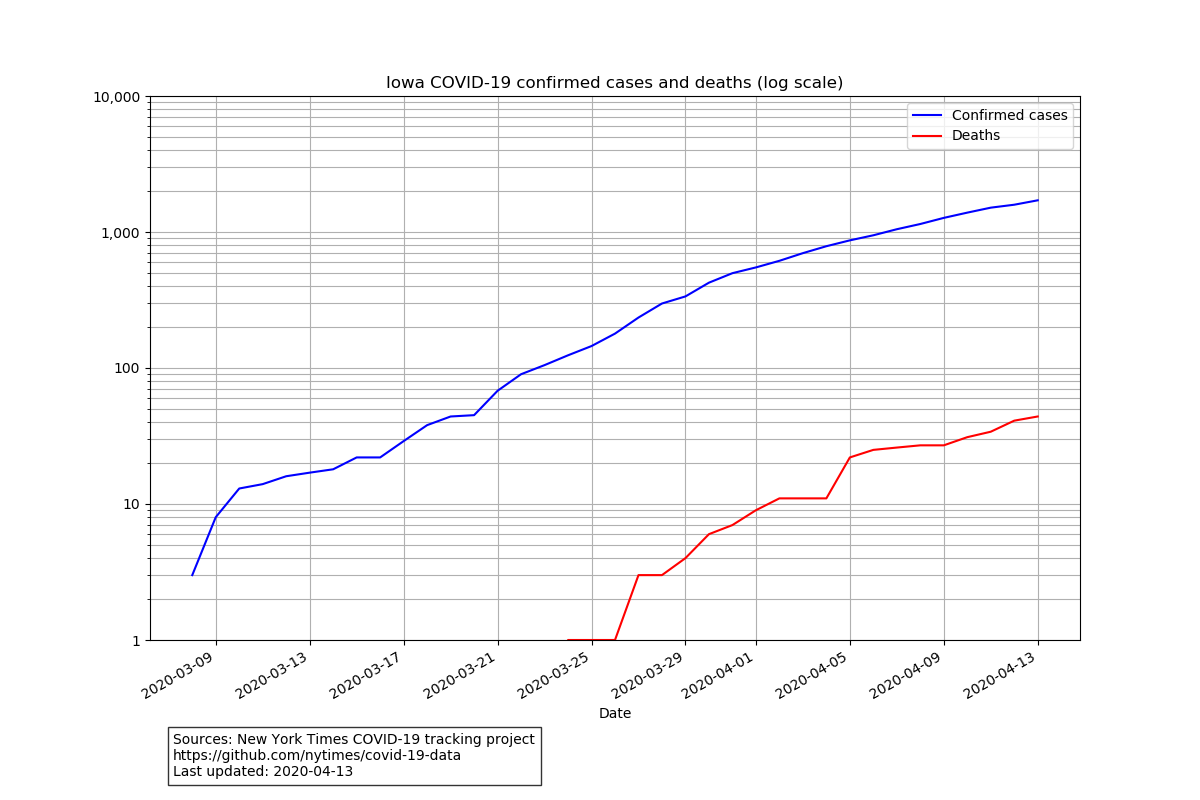 Iowa COVID-19 confirmed cases and deaths (log scale)
10,000
1,000
100
10
1
Confirmed cases
Deaths
2020-03-09
2020-03-13
2020-03-17
2020-03-21
2020-03-25
2020-03-29
2020-04-01
2020-04-05
2020-04-09
2020-04-13
Date
Sources: New York Times COVID-19 tracking project
https://github.com/nytimes/covid-19-data
Last updated: 2020-04-13